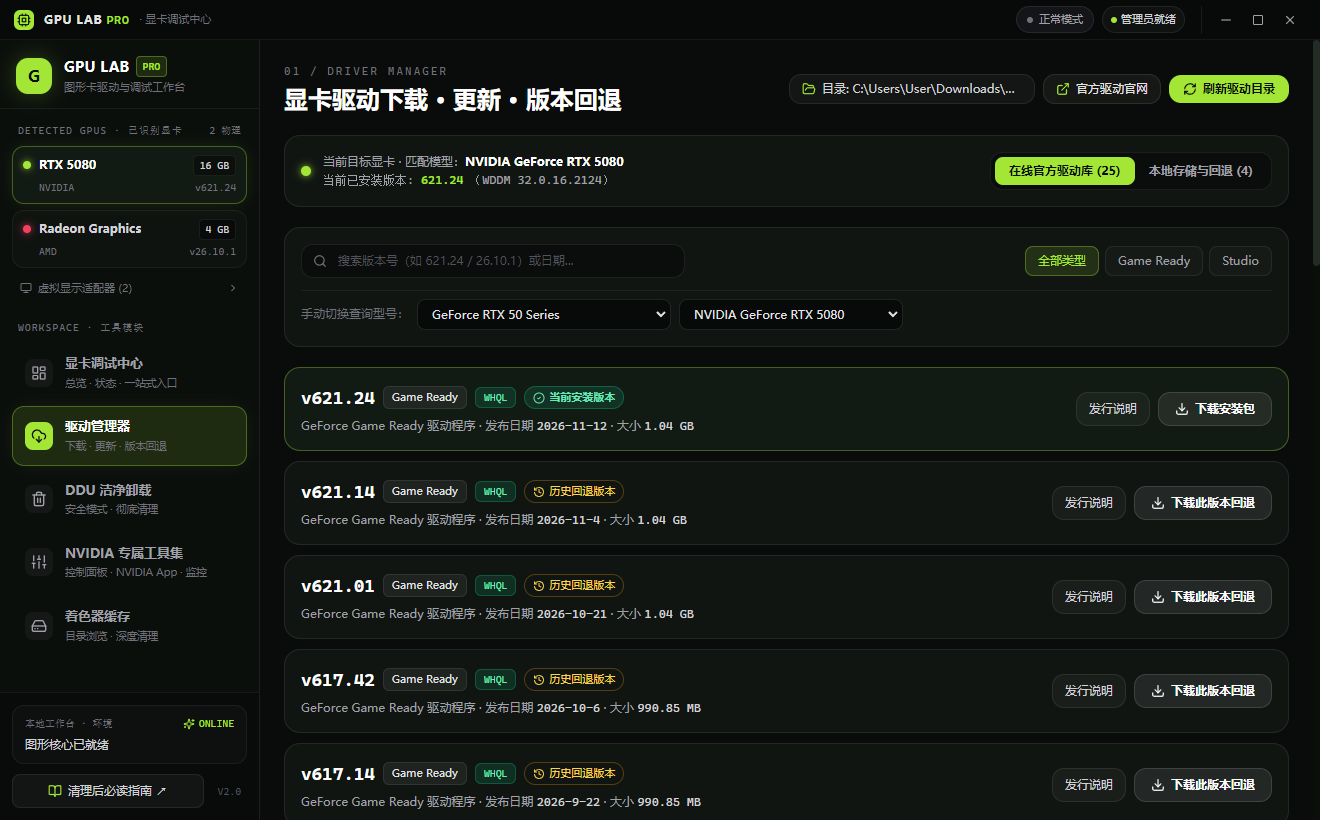 GPU LAB PRO · 显卡调试中心
正常模式
管理员就绪
G
GPU LAB PRO
图形卡驱动与调试工作台
DETECTED GPUS · 已识别显卡 2 物理
RTX 5080 16 GB
NVIDIA v621.24
Radeon Graphics 4 GB
AMD v26.10.1
虚拟显示适配器 (2)
WORKSPACE · 工具模块
显卡调试中心
总览 · 状态 · 一站式入口
驱动管理器
下载 · 更新 · 版本回退
DDU 洁净卸载
安全模式 · 彻底清理
NVIDIA 专属工具集
控制面板 · NVIDIA App · 监控
着色器缓存
目录浏览 · 深度清理
本地工作台 · 环境 ONLINE
图形核心已就绪
清理后必读指南 ↗ V2.0
01 / DRIVER MANAGER
显卡驱动下载 • 更新 • 版本回退
目录: C:\Users\User\Downloads\...
官方驱动官网
刷新驱动目录
当前目标显卡 · 匹配模型: NVIDIA GeForce RTX 5080
当前已安装版本: 621.24 (WDDM 32.0.16.2124)
在线官方驱动库 (25)
本地存储与回退 (4)
搜索版本号（如 621.24 / 26.10.1）或日期...
全部类型
Game Ready
Studio
手动切换查询型号:
GeForce RTX 50 Series
NVIDIA GeForce RTX 5080
v621.24 Game Ready WHQL 当前安装版本
GeForce Game Ready 驱动程序 · 发布日期 2026-11-12 · 大小 1.04 GB
发行说明
下载安装包
v621.14 Game Ready WHQL 历史回退版本
GeForce Game Ready 驱动程序 · 发布日期 2026-11-4 · 大小 1.04 GB
发行说明
下载此版本回退
v621.01 Game Ready WHQL 历史回退版本
GeForce Game Ready 驱动程序 · 发布日期 2026-10-21 · 大小 1.04 GB
发行说明
下载此版本回退
v617.42 Game Ready WHQL 历史回退版本
GeForce Game Ready 驱动程序 · 发布日期 2026-10-6 · 大小 990.85 MB
发行说明
下载此版本回退
v617.14 Game Ready WHQL 历史回退版本
GeForce Game Ready 驱动程序 · 发布日期 2026-9-22 · 大小 990.85 MB
发行说明
下载此版本回退